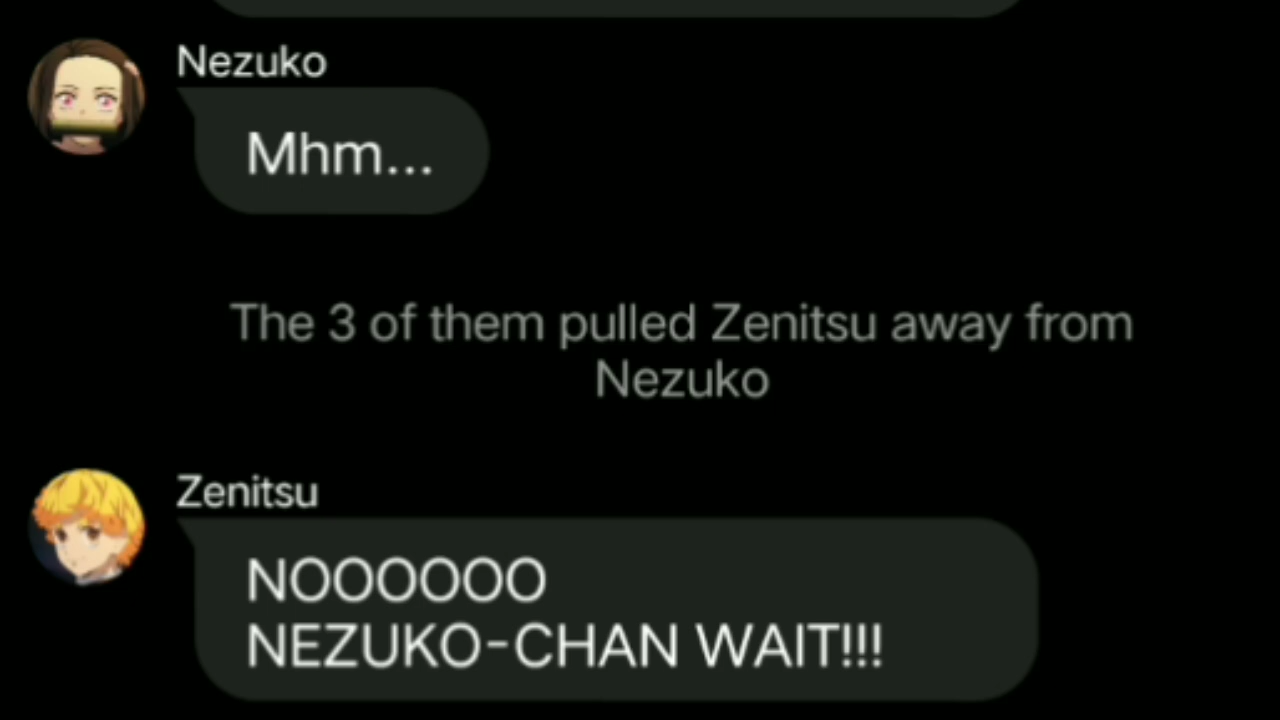 Nezuko
Mhm...
The 3 of them pulled Zenitsu away from
Nezuko
Zenitsu
NOOOOOO
NEZUKO-CHAN WAIT!!!